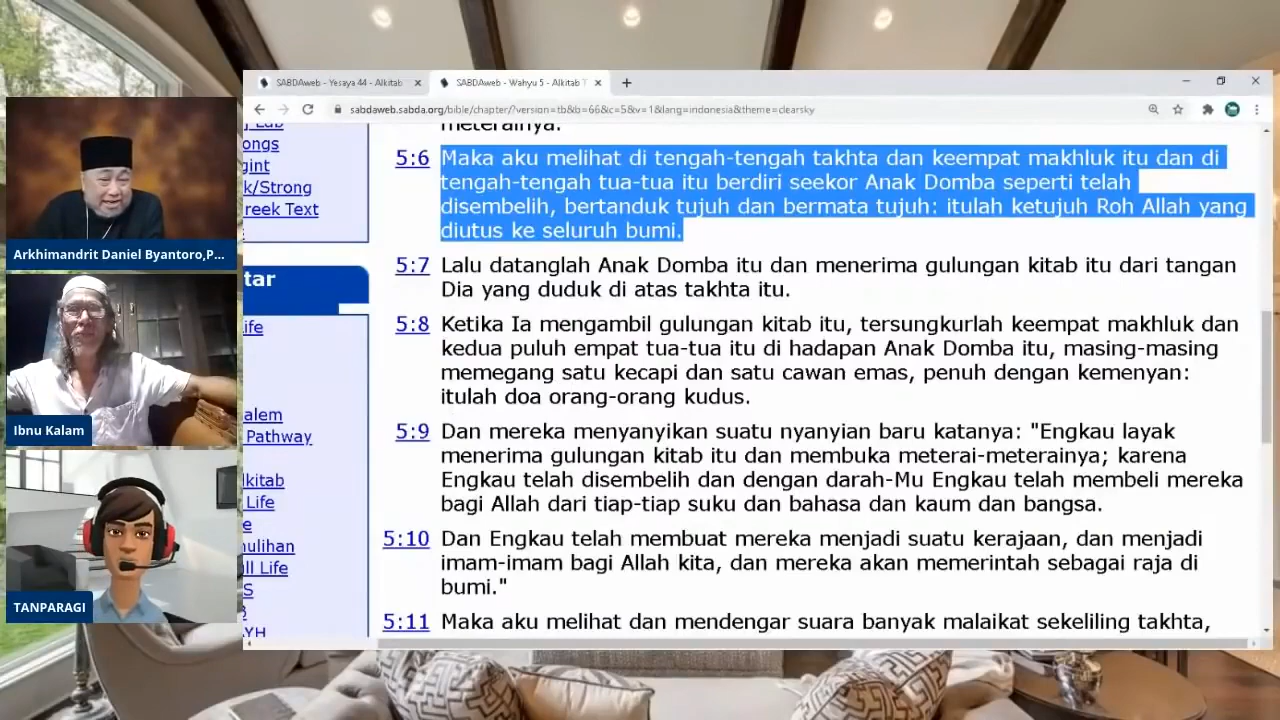 SABDAweb - Yesaya 44 - Alkitab
SABDAweb - Wahyu 5 - Alkitab T
sabdaweb.sabda.org/bible/chapter/?version=tb&b=66&c=5&v=1&lang=indonesia&theme=clearsky
Arkhimandrit Daniel Byantoro,P...
Ibnu Kalam
TANPARAGI
ongs
gint
k/Strong
reek Text
tar
ife
alem
Pathway
lkitab
Life
e
nulihan
ull Life
S
YH
meterainya.
5:6 Maka aku melihat di tengah-tengah takhta dan keempat makhluk itu dan di
tengah-tengah tua-tua itu berdiri seekor Anak Domba seperti telah
disembelih, bertanduk tujuh dan bermata tujuh: itulah ketujuh Roh Allah yang
diutus ke seluruh bumi.
5:7 Lalu datanglah Anak Domba itu dan menerima gulungan kitab itu dari tangan
Dia yang duduk di atas takhta itu.
5:8 Ketika Ia mengambil gulungan kitab itu, tersungkurlah keempat makhluk dan
kedua puluh empat tua-tua itu di hadapan Anak Domba itu, masing-masing
memegang satu kecapi dan satu cawan emas, penuh dengan kemenyan:
itulah doa orang-orang kudus.
5:9 Dan mereka menyanyikan suatu nyanyian baru katanya: "Engkau layak
menerima gulungan kitab itu dan membuka meterai-meterainya; karena
Engkau telah disembelih dan dengan darah-Mu Engkau telah membeli mereka
bagi Allah dari tiap-tiap suku dan bahasa dan kaum dan bangsa.
5:10 Dan Engkau telah membuat mereka menjadi suatu kerajaan, dan menjadi
imam-imam bagi Allah kita, dan mereka akan memerintah sebagai raja di
bumi."
5:11 Maka aku melihat dan mendengar suara banyak malaikat sekeliling takhta,